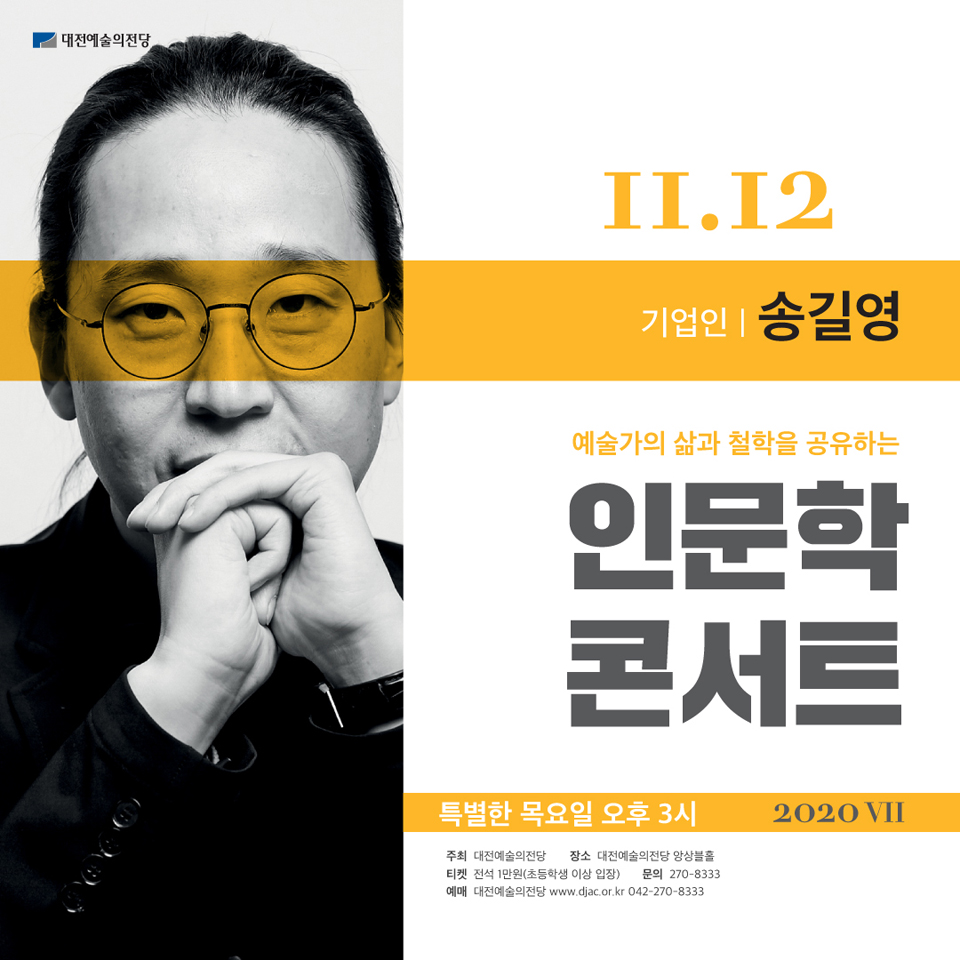 대전예술의전당
11.12
기업인 | 송길영
예술가의 삶과 철학을 공유하는
인문학
콘서트
특별한 목요일 오후 3시 2020 VII
주최 대전예술의전당 장소 대전예술의전당 앙상블홀
티켓 전석 1만원(초등학생 이상 입장) 문의 270-8333
예매 대전예술의전당 www.djac.or.kr 042-270-8333